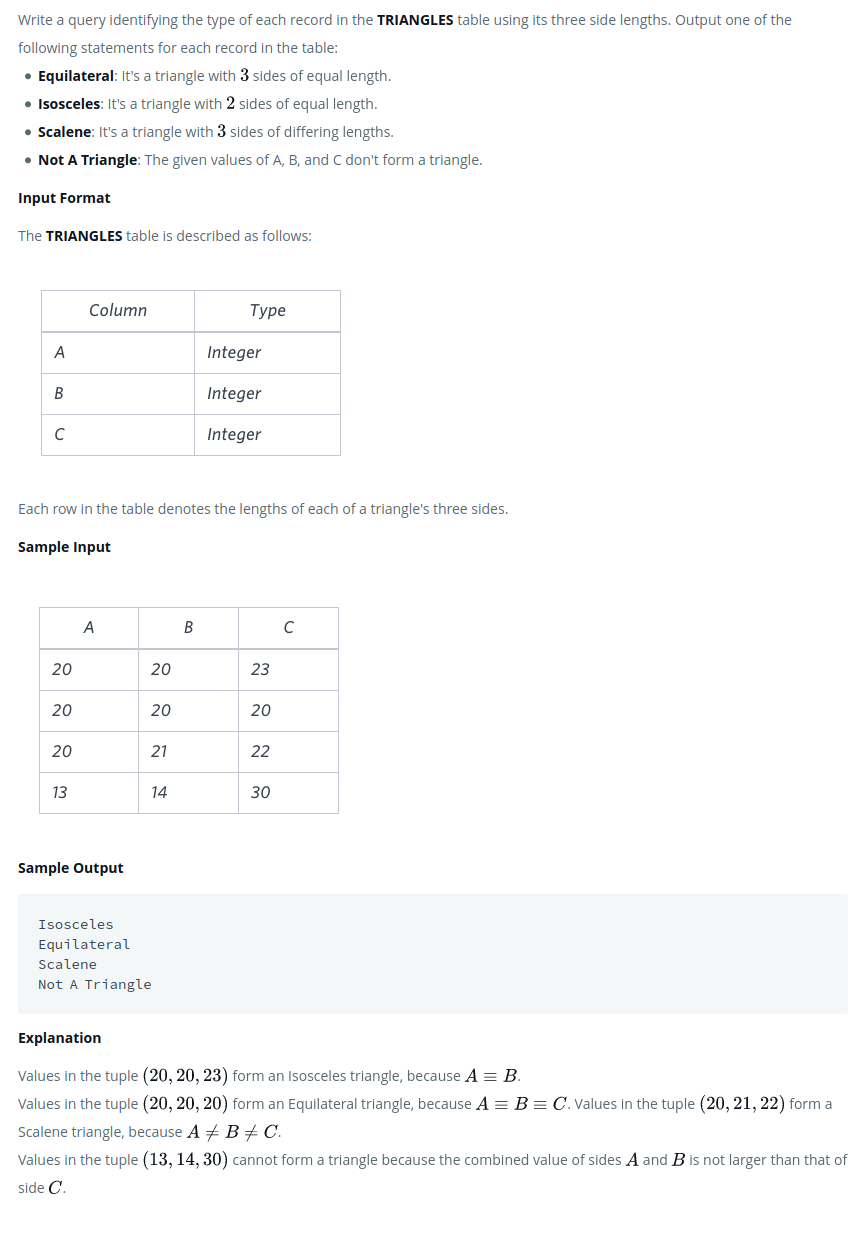 Write a query identifying the type of each record in the TRIANGLES table using its three side lengths. Output one of the
following statements for each record in the table:
• Equilateral: It's a triangle with 3 sides of equal length.
• Isosceles: It's a triangle with 2 sides of equal length.
• Scalene: It's a triangle with 3 sides of differing lengths.
• Not A Triangle: The given values of A, B, and C don't form a triangle.
Input Format
The TRIANGLES table is described as follows:
Column Type
A Integer
B Integer
C Integer
Each row in the table denotes the lengths of each of a triangle's three sides.
Sample Input
A B C
20 20 23
20 20 20
20 21 22
13 14 30
Sample Output
Isosceles
Equilateral
Scalene
Not A Triangle
Explanation
Values in the tuple (20, 20, 23) form an Isosceles triangle, because A ≡ B.
Values in the tuple (20, 20, 20) form an Equilateral triangle, because A ≡ B ≡ C. Values in the tuple (20, 21, 22) form a
Scalene triangle, because A ≠ B ≠ C.
Values in the tuple (13, 14, 30) cannot form a triangle because the combined value of sides A and B is not larger than that of
side C.